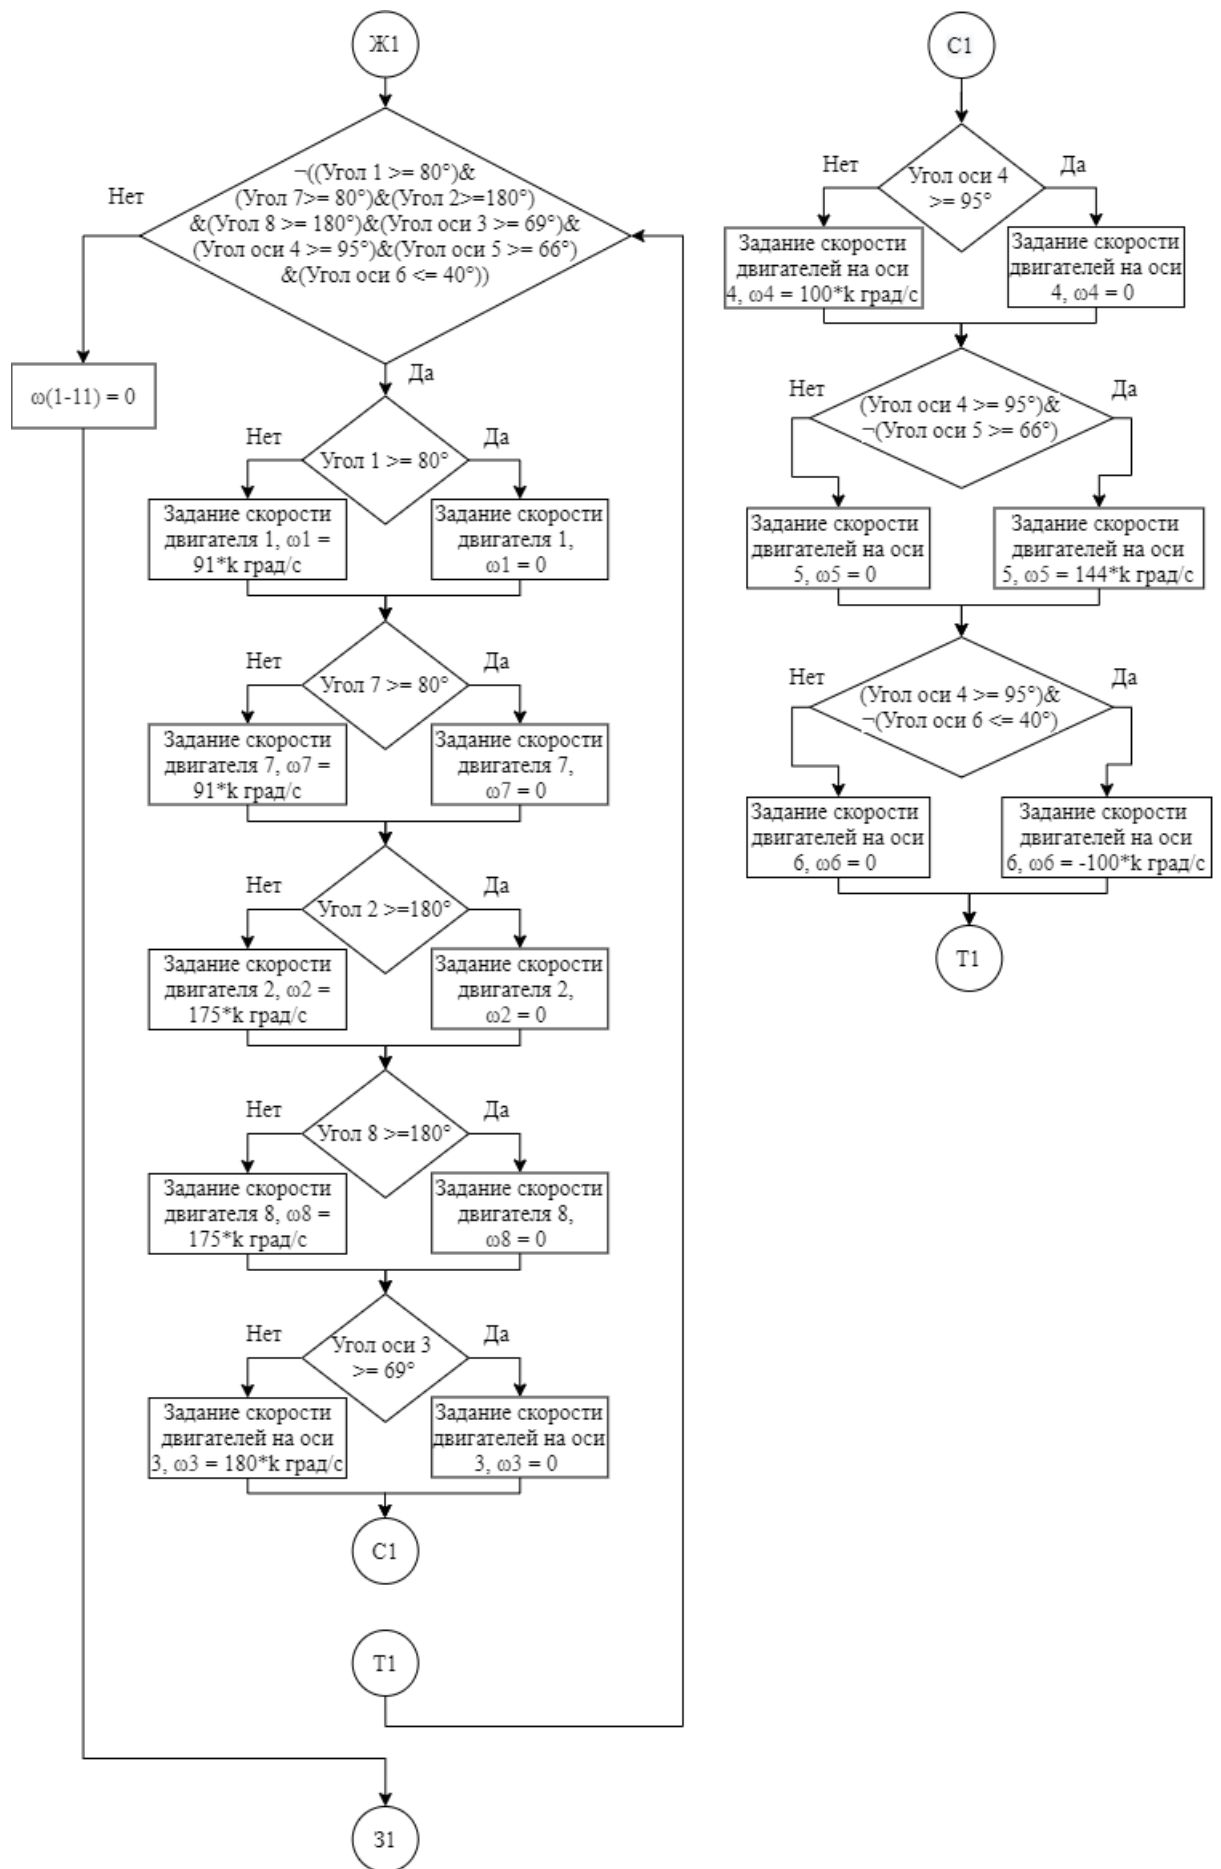 Ж1
Нет
¬((Угол 1 >= 80°)&
(Угол 7>= 80°)&(Угол 2>=180°)
&(Угол 8 >= 180°)&(Угол оси 3 >= 69°)&
(Угол оси 4 >= 95°)&(Угол оси 5 >= 66°)
&(Угол оси 6 <= 40°))
Да
ω(1-11) = 0
Нет
Угол 1 >= 80°
Да
Задание скорости
двигателя 1, ω1 =
91*k град/с
Задание скорости
двигателя 1,
ω1 = 0
Нет
Угол 7 >= 80°
Да
Задание скорости
двигателя 7, ω7 =
91*k град/с
Задание скорости
двигателя 7,
ω7 = 0
Нет
Угол 2 >=180°
Да
Задание скорости
двигателя 2, ω2 =
175*k град/с
Задание скорости
двигателя 2,
ω2 = 0
Нет
Угол 8 >=180°
Да
Задание скорости
двигателя 8, ω8 =
175*k град/с
Задание скорости
двигателя 8,
ω8 = 0
Нет
Угол оси 3
>= 69°
Да
Задание скорости
двигателей на оси
3, ω3 = 180*k град/с
Задание скорости
двигателей на оси
3, ω3 = 0
С1
Т1
З1
С1
Нет
Угол оси 4
>= 95°
Да
Задание скорости
двигателей на оси
4, ω4 = 100*k град/с
Задание скорости
двигателей на оси
4, ω4 = 0
Нет
(Угол оси 4 >= 95°)&
¬(Угол оси 5 >= 66°)
Да
Задание скорости
двигателей на оси
5, ω5 = 0
Задание скорости
двигателей на оси
5, ω5 = 144*k град/с
Нет
(Угол оси 4 >= 95°)&
¬(Угол оси 6 <= 40°)
Да
Задание скорости
двигателей на оси
6, ω6 = 0
Задание скорости
двигателей на оси
6, ω6 = -100*k град/с
Т1